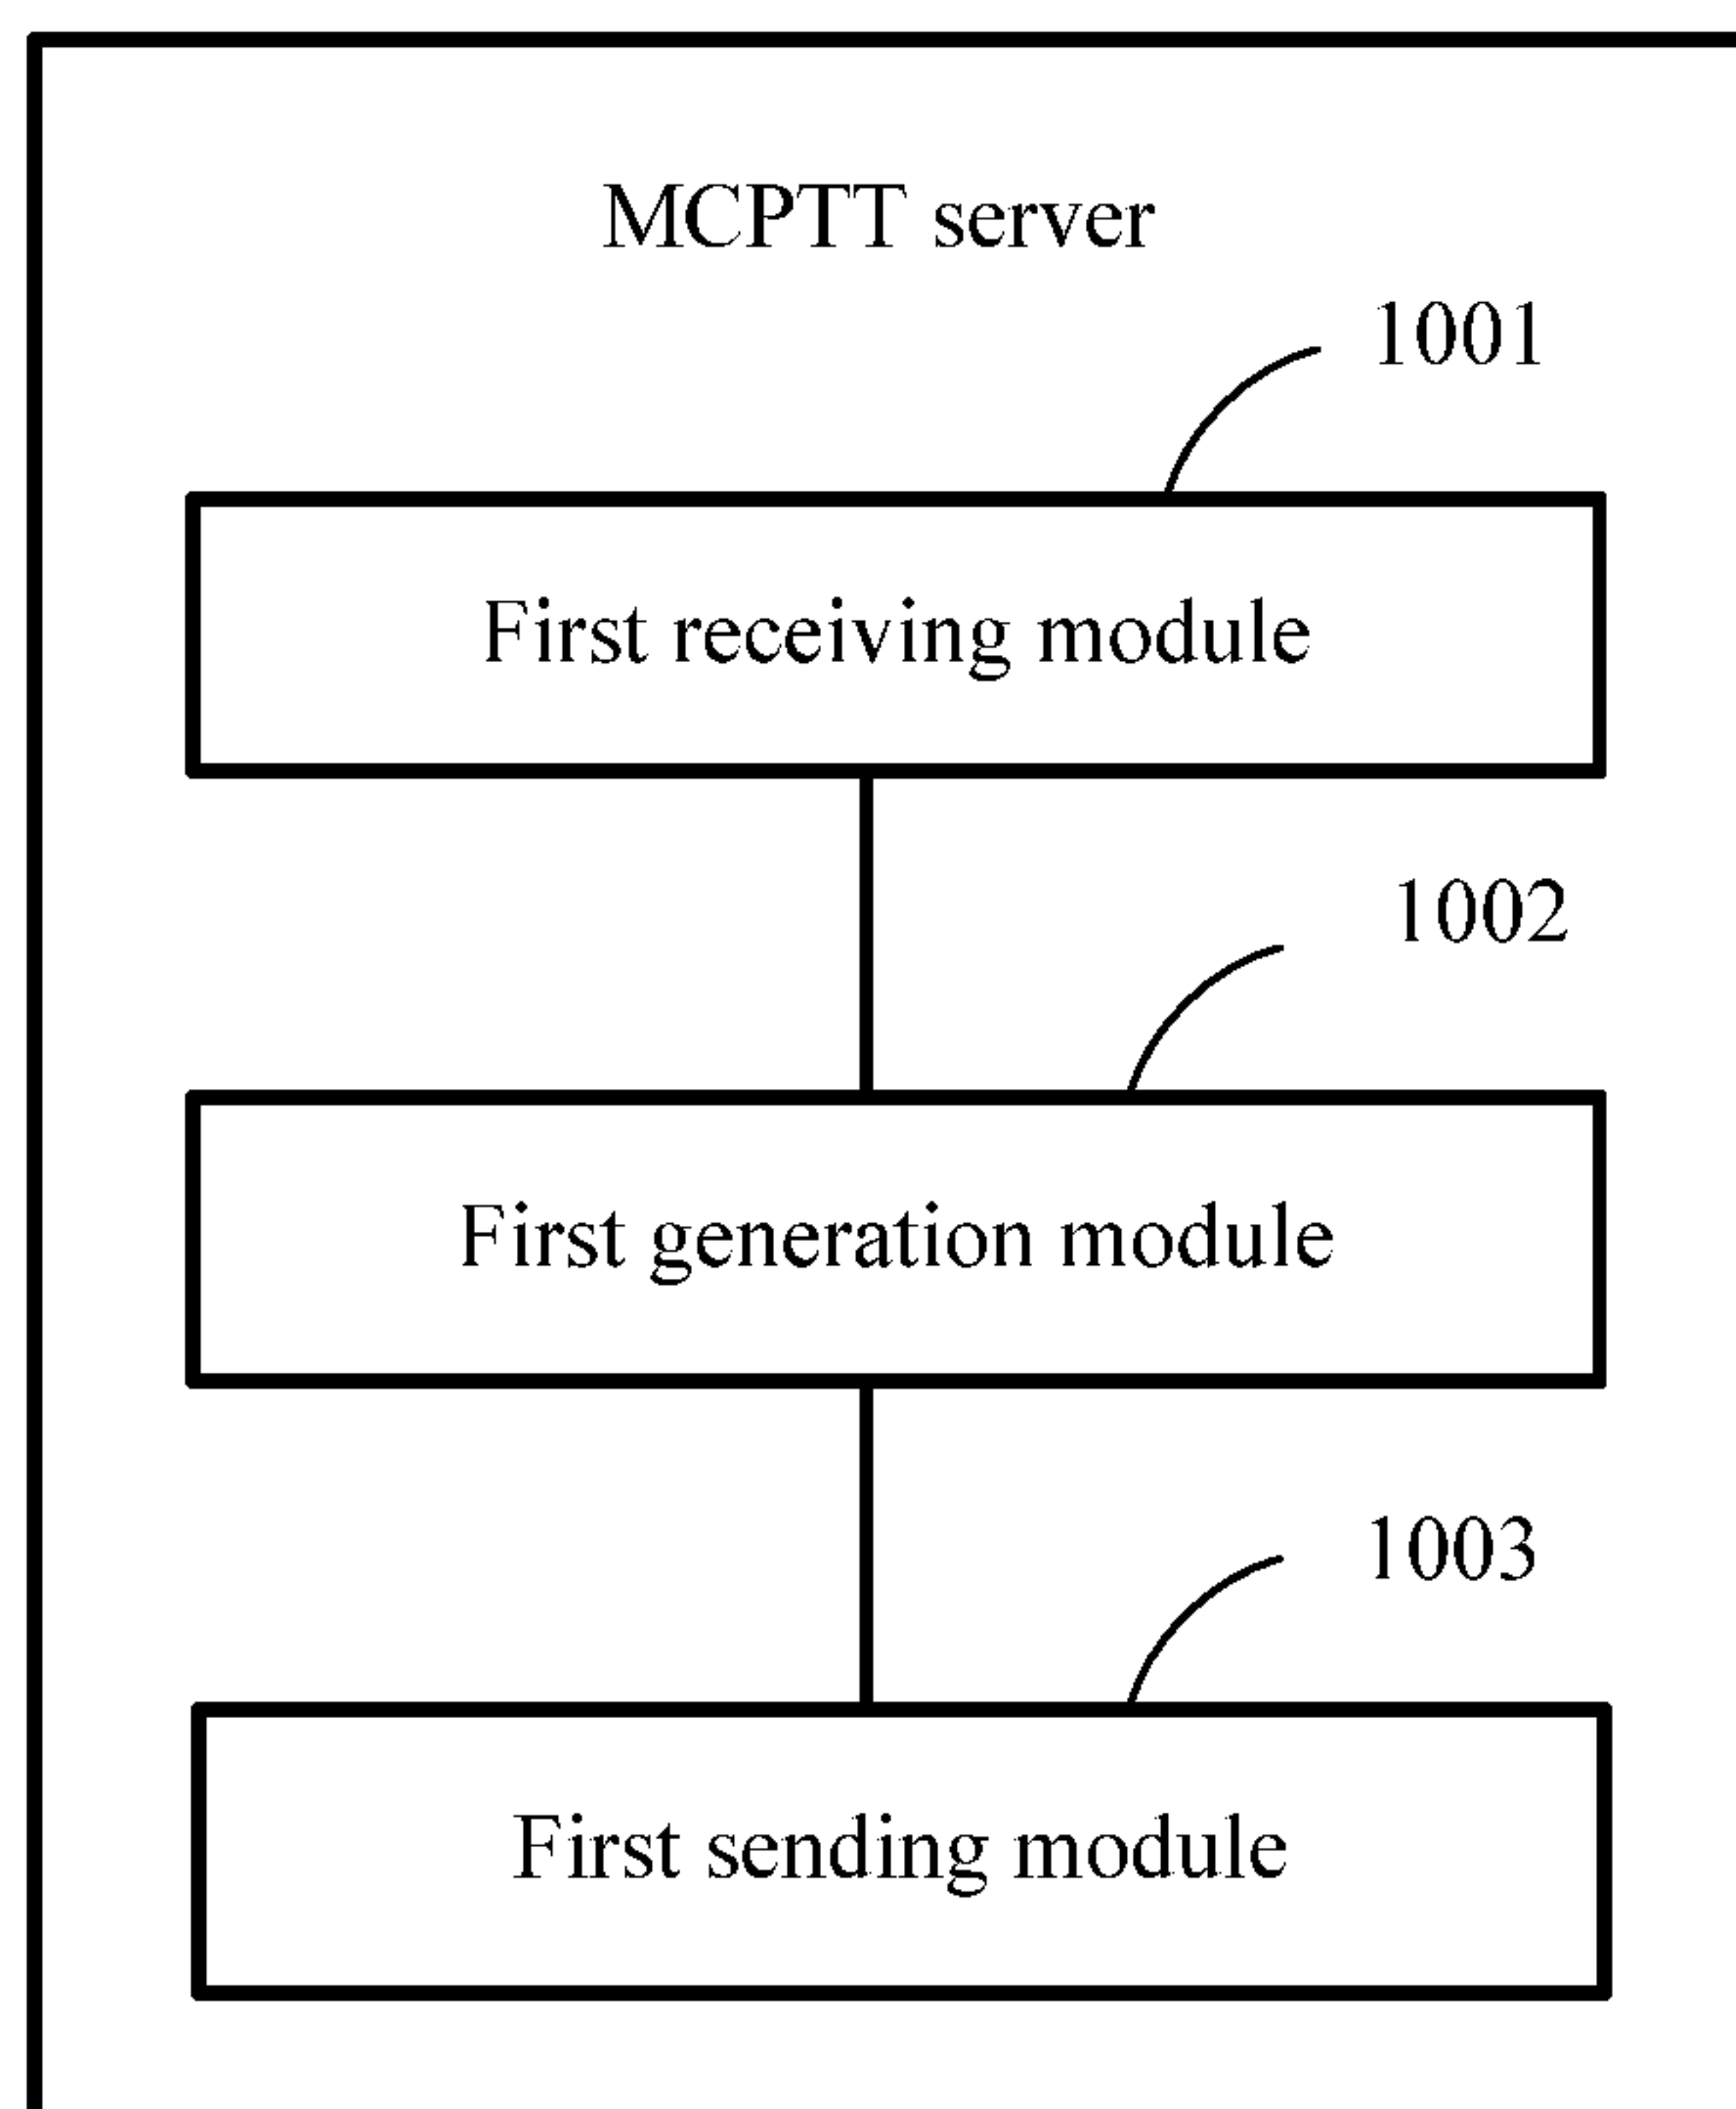 MCPTT server
1001
First receiving module
1002
First generation module
1003
First sending module